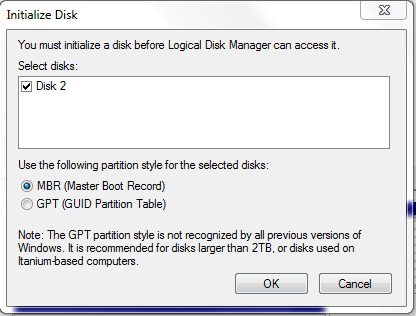 Initialize Disk
You must initialize a disk before Logical Disk Manager can access it.
Select disks:
Disk 2
Use the following partition style for the selected disks:
MBR (Master Boot Record)
GPT (GUID Partition Table)
Note: The GPT partition style is not recognized by all previous versions of
Windows. It is recommended for disks larger than 2TB, or disks used on
Itanium-based computers.
OK Cancel